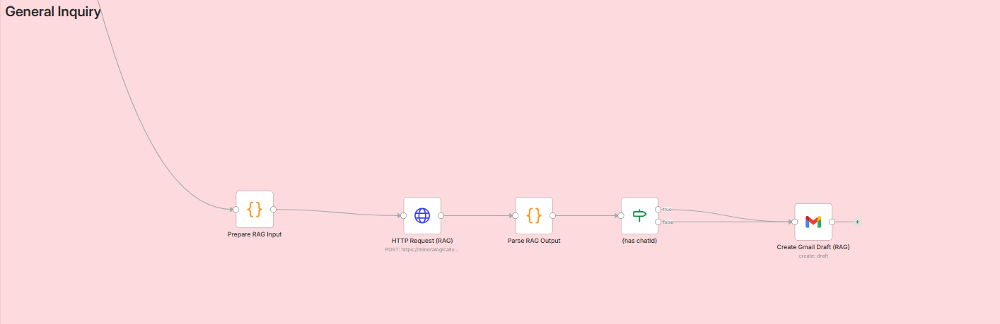 General Inquiry
Prepare RAG Input
HTTP Request (RAG)
POST: https://mineralogically...
Parse RAG Output
true
false
(has chatId)
Create Gmail Draft (RAG)
create: draft
+